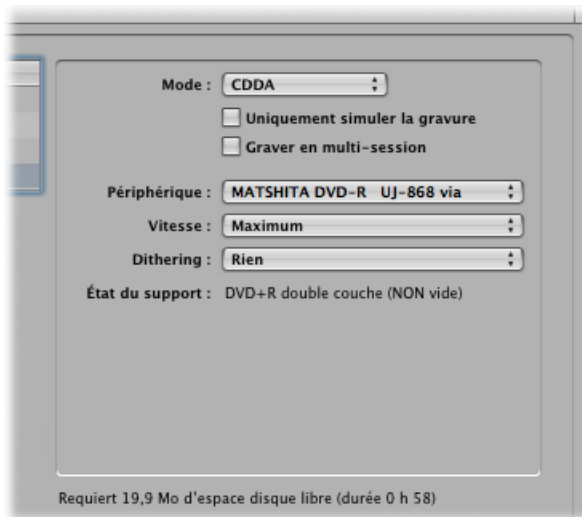 Mode : CDDA
Uniquement simuler la gravure
Graver en multi-session
Périphérique : MATSHITA DVD-R UJ-868 via
Vitesse : Maximum
Dithering : Rien
État du support : DVD+R double couche (NON vide)
Requiert 19,9 Mo d'espace disque libre (durée 0 h 58)